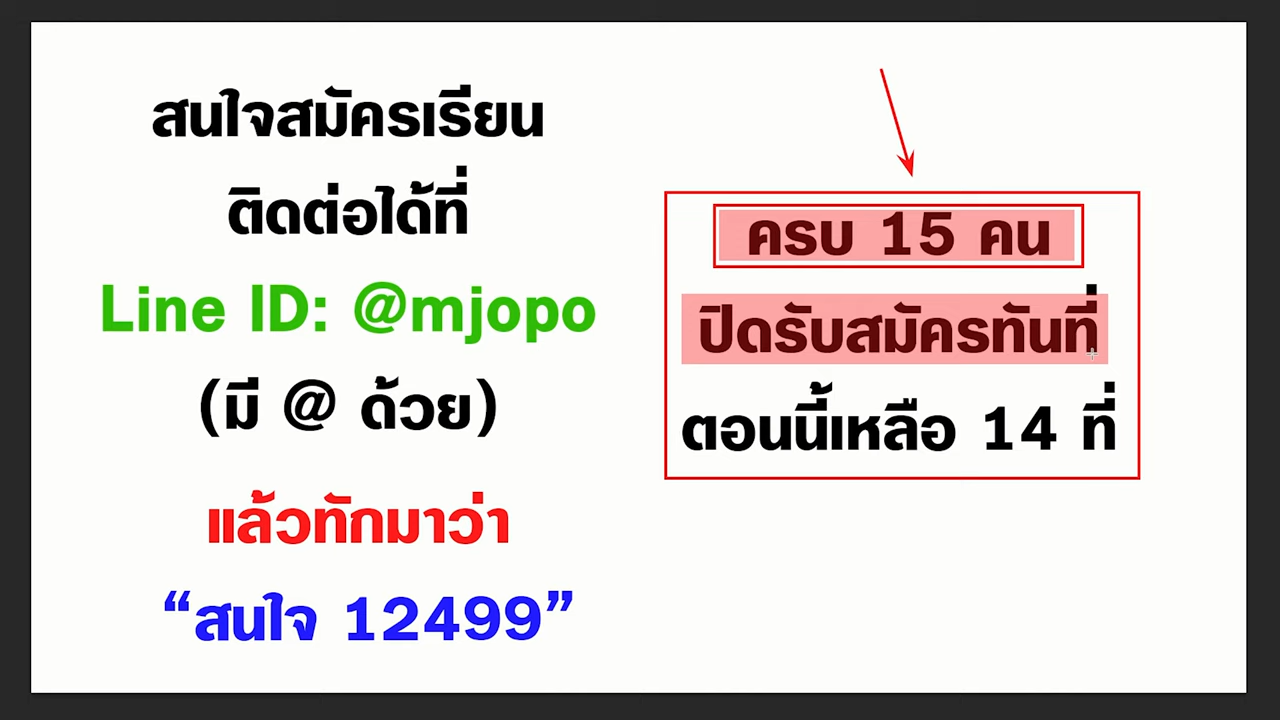 สนใจสมัครเรียน
ติดต่อได้ที่
Line ID: @mjopo
(มี @ ด้วย)
แล้วทักมาว่า
“สนใจ 12499”
ครบ 15 คน
ปิดรับสมัครทันที่
ตอนนี้เหลือ 14 ที่